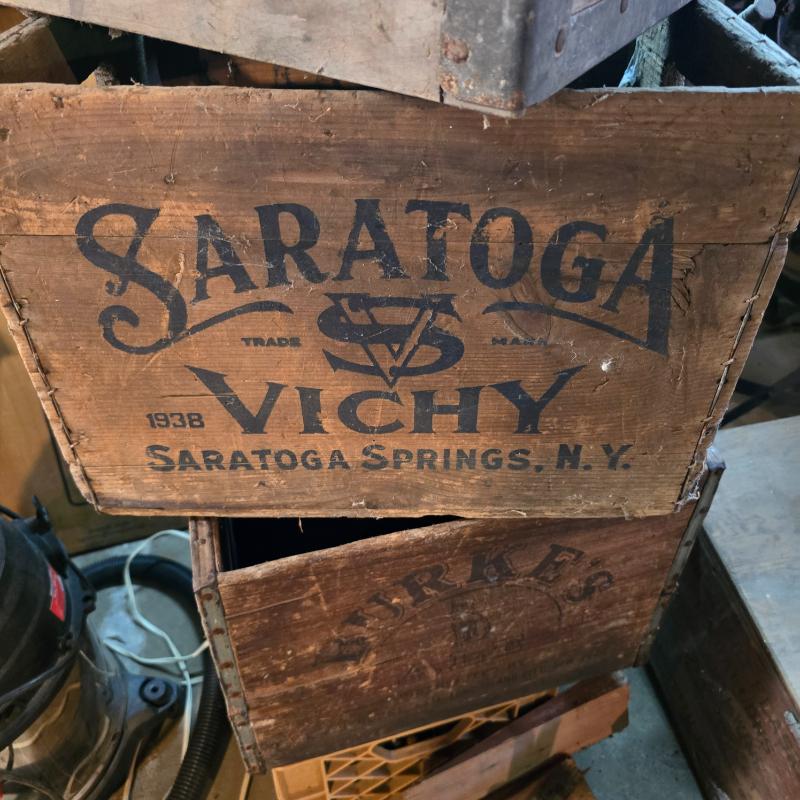 SARATOGA
TRADE SV MARK
VICHY
1938
SARATOGA SPRINGS, N.Y.
BURKE'S